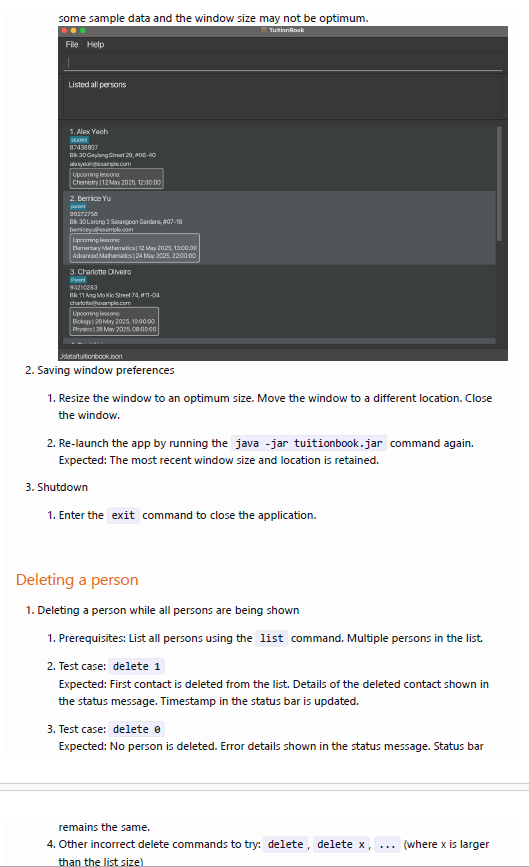 some sample data and the window size may not be optimum.
TuitionBook
File Help
Listed all persons
1. Alex Yeoh
student
87438807
Blk 30 Geylang Street 29, #06-40
alexyeoh@example.com
Upcoming lessons:
Chemistry | 12 May 2025, 12:00:00
2. Bernice Yu
parent
99272758
Blk 30 Lorong 3 Serangoon Gardens, #07-18
berniceyu@example.com
Upcoming lessons:
Elementary Mathematics | 12 May 2025, 13:00:00
Advanced Mathematics | 24 May 2025, 22:00:00
3. Charlotte Oliveiro
Parent
93210283
Blk 11 Ang Mo Kio Street 74, #11-04
charlotte@example.com
Upcoming lessons:
Biology | 26 May 2025, 10:00:00
Physics | 28 May 2025, 08:00:00
./data/tuitionbook.json
2. Saving window preferences
1. Resize the window to an optimum size. Move the window to a different location. Close
the window.
2. Re-launch the app by running the java -jar tuitionbook.jar command again.
Expected: The most recent window size and location is retained.
3. Shutdown
1. Enter the exit command to close the application.
Deleting a person
1. Deleting a person while all persons are being shown
1. Prerequisites: List all persons using the list command. Multiple persons in the list.
2. Test case: delete 1
Expected: First contact is deleted from the list. Details of the deleted contact shown in
the status message. Timestamp in the status bar is updated.
3. Test case: delete 0
Expected: No person is deleted. Error details shown in the status message. Status bar
remains the same.
4. Other incorrect delete commands to try: delete, delete x, ... (where x is larger
than the list size)